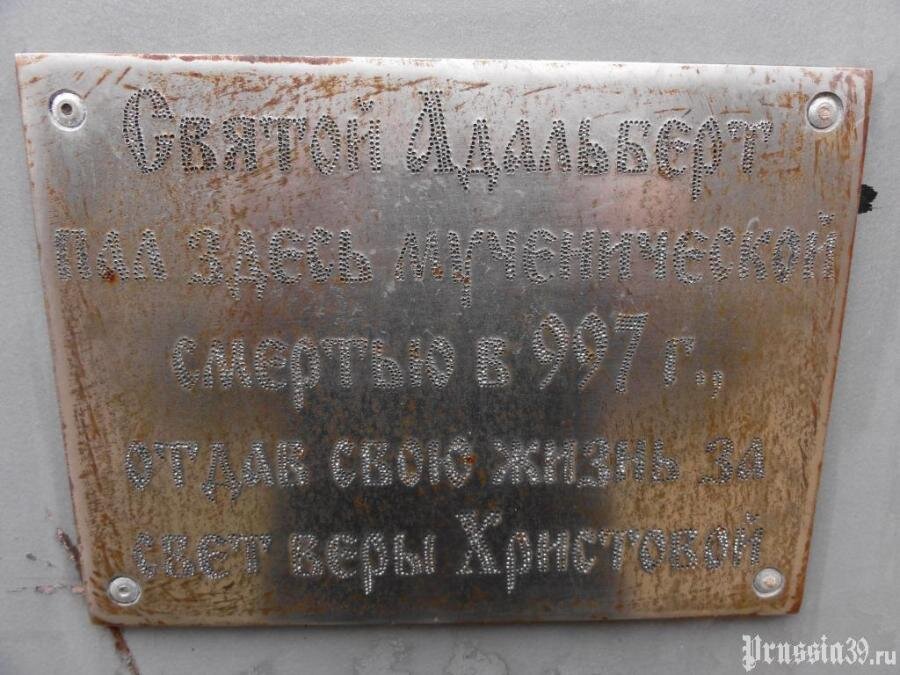 Святой Адальберт
пал здесь мученической
смертью в 997 г.,
отдав свою жизнь за
свет веры Христовой
Prussia39.ru